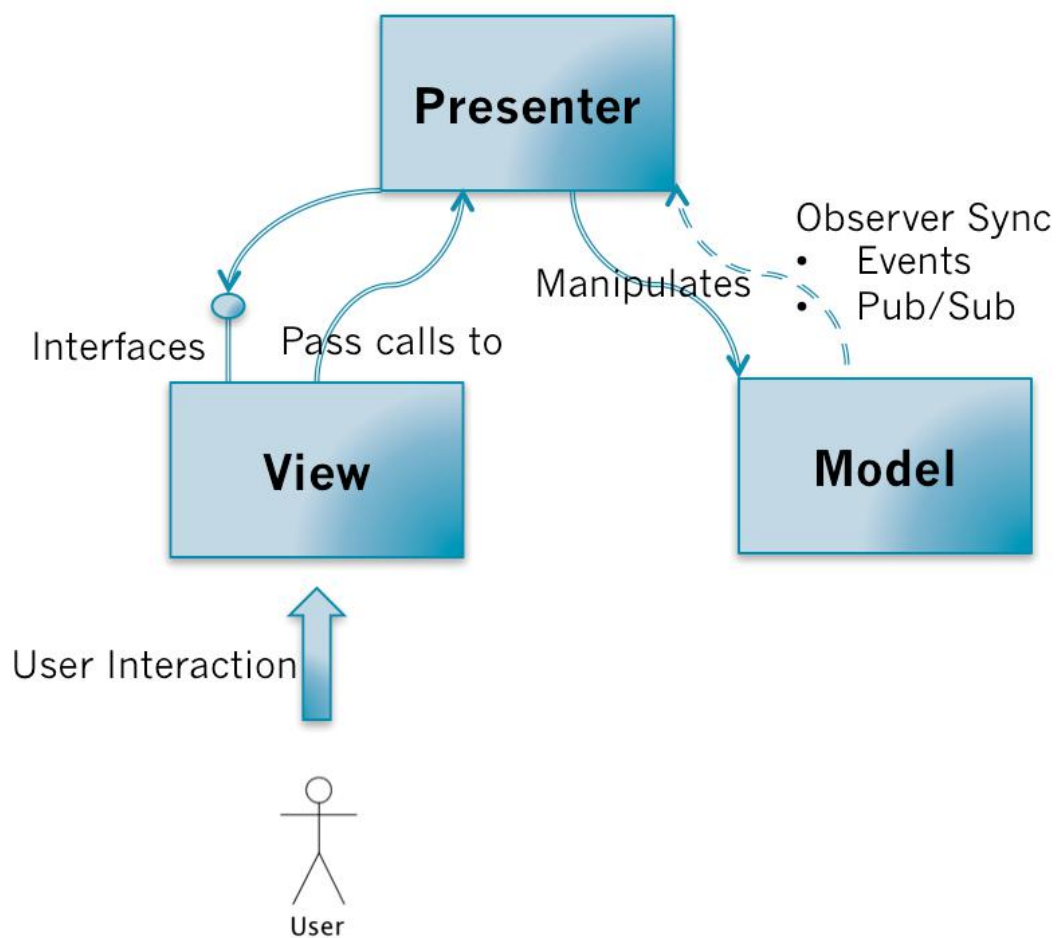 Presenter
Observer Sync
• Events
• Pub/Sub
Manipulates
Interfaces
Pass calls to
View
Model
User Interaction
User